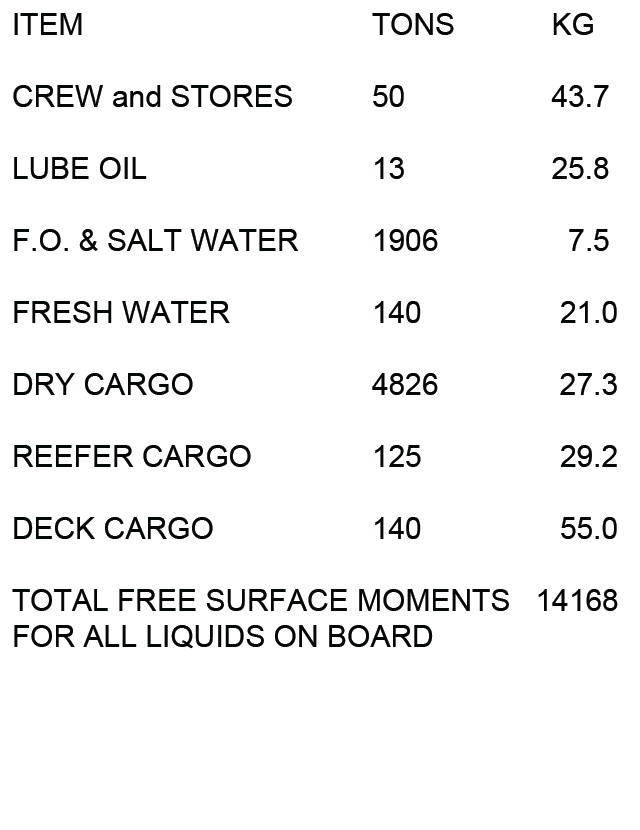 ITEM TONS KG
CREW and STORES 50 43.7
LUBE OIL 13 25.8
F.O. & SALT WATER 1906 7.5
FRESH WATER 140 21.0
DRY CARGO 4826 27.3
REEFER CARGO 125 29.2
DECK CARGO 140 55.0
TOTAL FREE SURFACE MOMENTS 14168
FOR ALL LIQUIDS ON BOARD